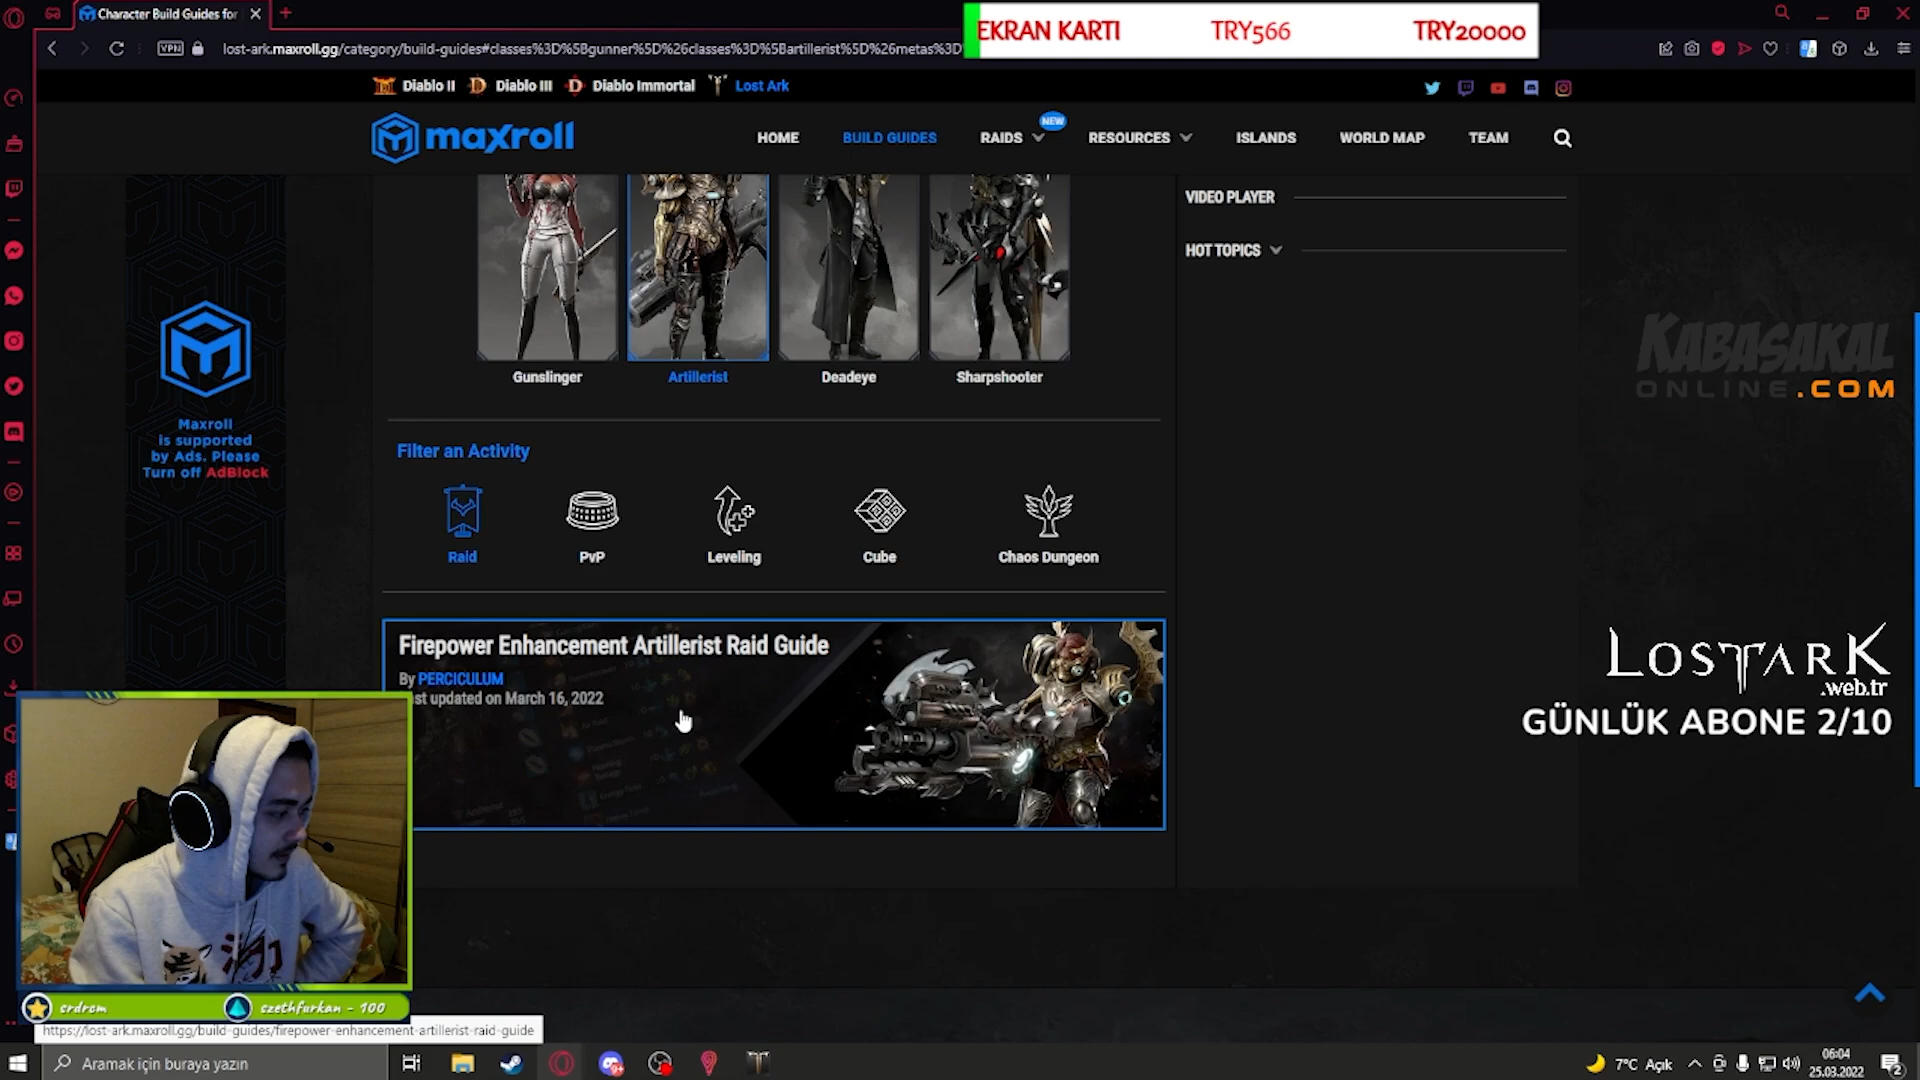 Character Build Guides for
EKRAN KARTI TRY566 TRY20000
VPN
lost-ark.maxroll.gg/category/build-guides#classes%3D%5Bgunner%5D%26classes%3D%5Bartillerist%5D%26metas%3D
Diablo II Diablo III Diablo Immortal Lost Ark
maxroll
HOME BUILD GUIDES RAIDS NEW RESOURCES ISLANDS WORLD MAP TEAM
VIDEO PLAYER
HOT TOPICS
Gunslinger Artillerist Deadeye Sharpshooter
Maxroll
is supported
by Ads. Please
Turn off AdBlock
KABASAKAL
ONLINE.COM
Filter an Activity
Raid PvP Leveling Cube Chaos Dungeon
Firepower Enhancement Artillerist Raid Guide
By PERCICULUM
st updated on March 16, 2022
LOSTARK
.web.tr
GÜNLÜK ABONE 2/10
erdrem szethfurkan - 100
https://lost-ark.maxroll.gg/build-guides/firepower-enhancement-artillerist-raid-guide
Aramak için buraya yazın
7°C Açık
06:04
25.03.2022
2